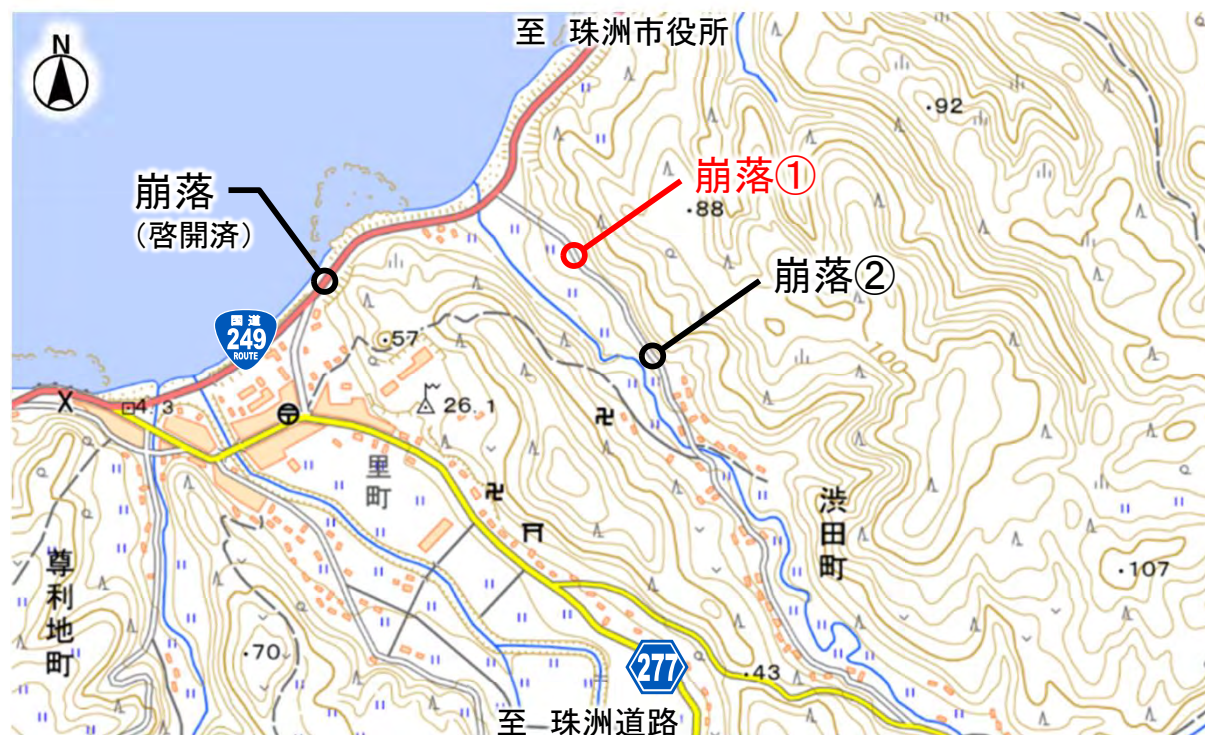 至 珠洲市役所
N
・92
崩落①
崩落
(啓開済)
・88
崩落②
国道
249
ROUTE
・57
100
4.3
26.1
里町
渋田町
尊利地町
・107
・70
277
・43
至 珠洲道路